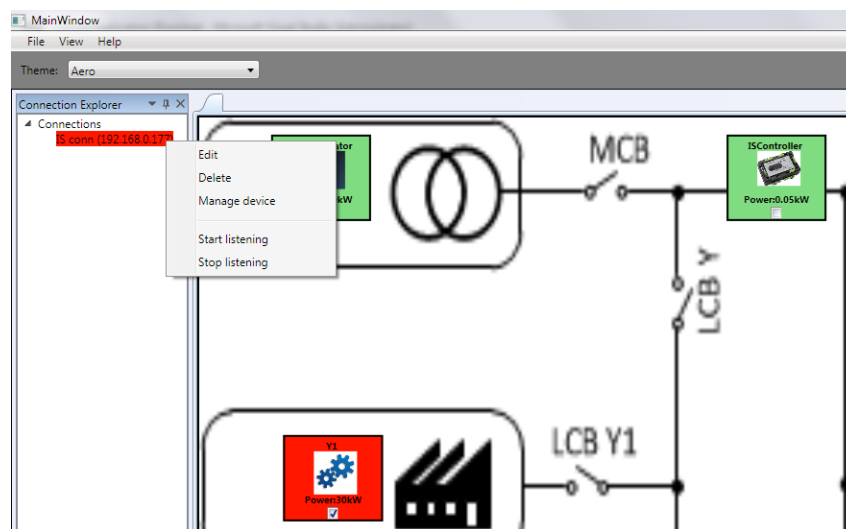 MainWindow
File View Help
Theme: Aero
Connection Explorer
Connections
IS conn (192.168.0.177)
Edit
Delete
Manage device
Start listening
Stop listening
MCB
ISController
Power:0.05kW
LCB Y
Y1
Power:30kW
LCB Y1